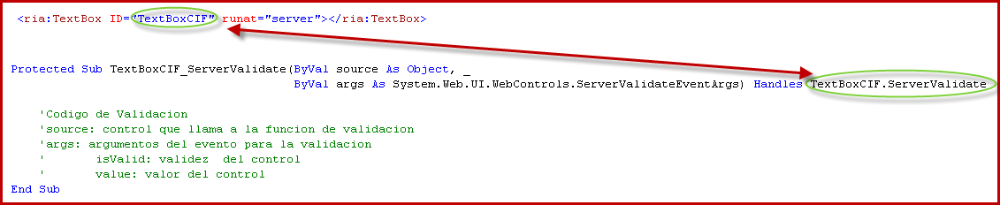 <ria:TextBox ID="TextBoxCIF" runat="server"></ria:TextBox>
Protected Sub TextBoxCIF_ServerValidate(ByVal source As Object, _
ByVal args As System.Web.UI.WebControls.ServerValidateEventArgs) Handles TextBoxCIF.ServerValidate
'Codigo de Validacion
'source: control que llama a la funcion de validacion
'args: argumentos del evento para la validacion
' isValid: validez del control
' value: valor del control
End Sub